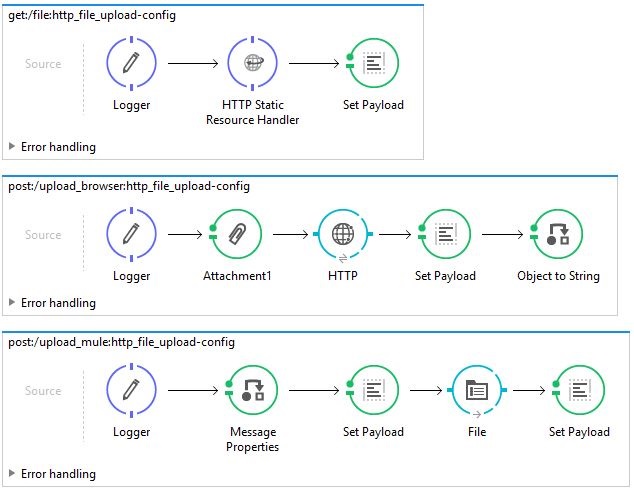 get:/file:http_file_upload-config
Source
Logger
HTTP Static
Resource Handler
Set Payload
Error handling
post:/upload_browser:http_file_upload-config
Source
Logger
Attachment1
HTTP
Set Payload
Object to String
Error handling
post:/upload_mule:http_file_upload-config
Source
Logger
Message
Properties
Set Payload
File
Set Payload
Error handling